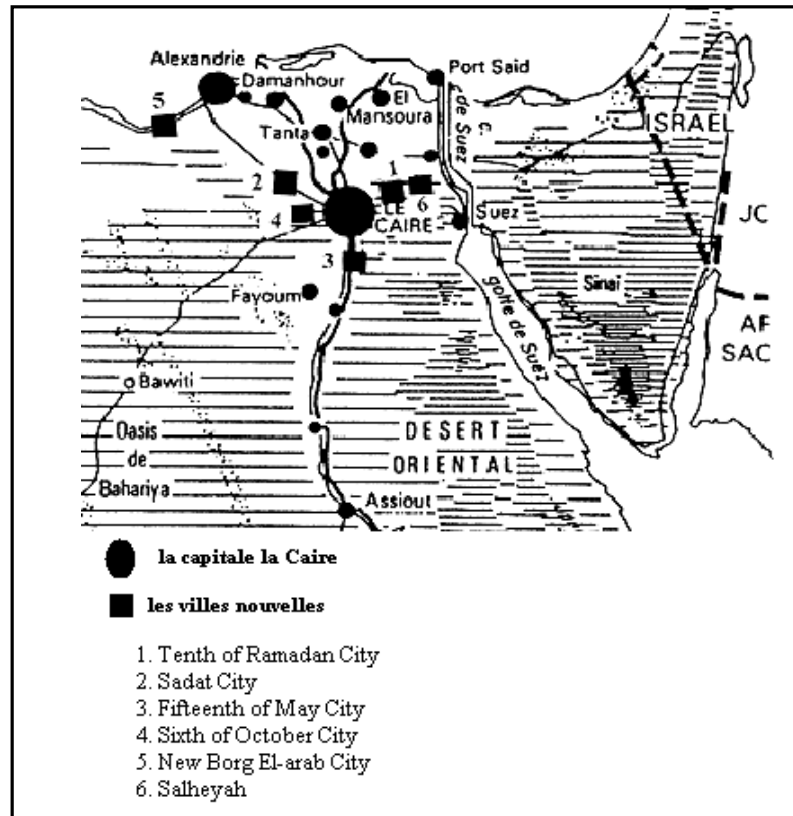 Alexandrie
Damanhour
5
Port Said
El
Mansoura
Tanta
C.
de Suez
ISRAEL
1
2
6
4
LE
CAIRE
Suez
JO
3
Sinaï
Fayoum
golfe de Suez
AF
SAC
Bawiti
Oasis
de
Bahariya
DESERT
ORIENTAL
Assiout
la capitale la Caire
les villes nouvelles
1. Tenth of Ramadan City
2. Sadat City
3. Fifteenth of May City
4. Sixth of October City
5. New Borg El-arab City
6. Salheyah